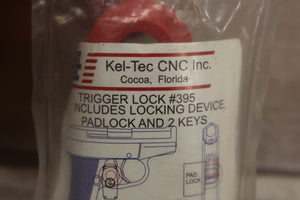 Kel-Tec CNC Inc.
Cocoa, Florida
TRIGGER LOCK #395
INCLUDES LOCKING DEVICE,
PADLOCK AND 2 KEYS
PAD
LOCK